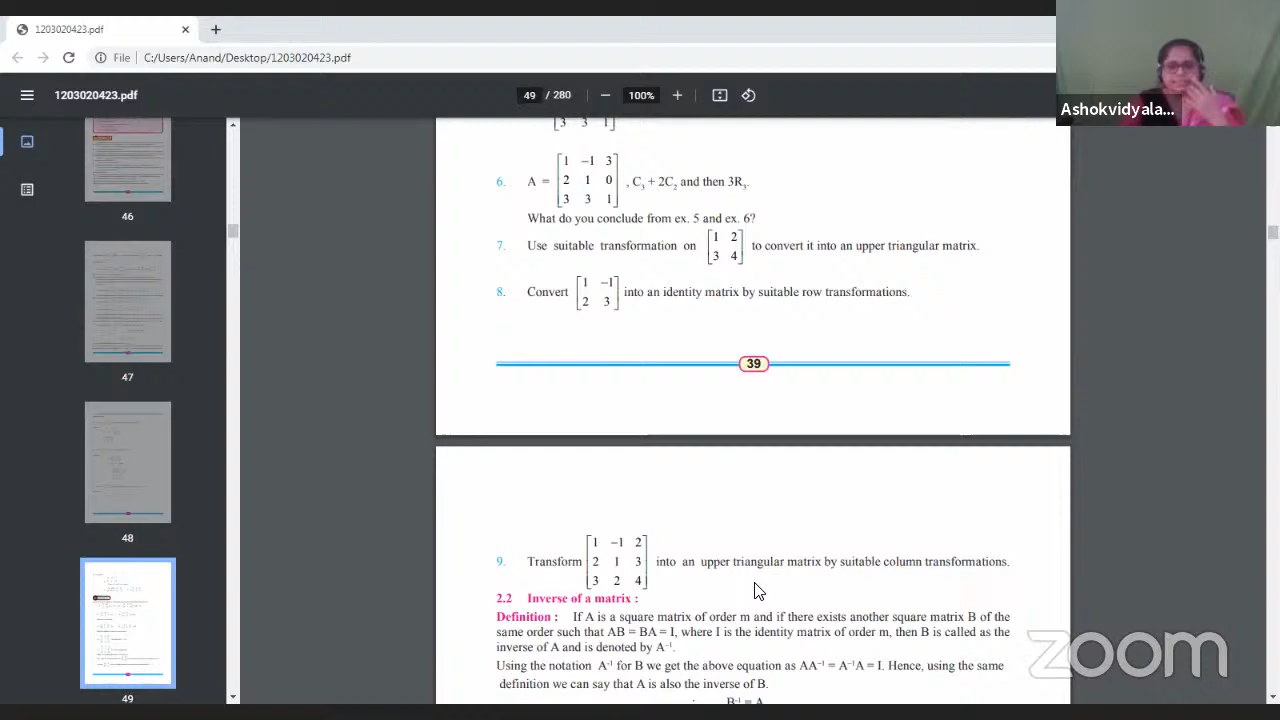 1203020423.pdf
File C:/Users/Anand/Desktop/1203020423.pdf
1203020423.pdf
49 / 280
100%
Ashokvidyala...
46
47
48
49
3 3 1
6. A = [1 −1 3
2 1 0
3 3 1] , C₃ + 2C₂ and then 3R₃.
What do you conclude from ex. 5 and ex. 6?
7. Use suitable transformation on [1 2
3 4] to convert it into an upper triangular matrix.
8. Convert [1 −1
2 3] into an identity matrix by suitable row transformations.
39
9. Transform [1 −1 2
2 1 3
3 2 4] into an upper triangular matrix by suitable column transformations.
2.2 Inverse of a matrix :
Definition : If A is a square matrix of order m and if there exists another square matrix B of the
same order such that AB = BA = I, where I is the identity matrix of order m, then B is called as the
inverse of A and is denoted by A⁻¹.
Using the notation A⁻¹ for B we get the above equation as AA⁻¹ = A⁻¹A = I. Hence, using the same
definition we can say that A is also the inverse of B.
B⁻¹ = A
zoom